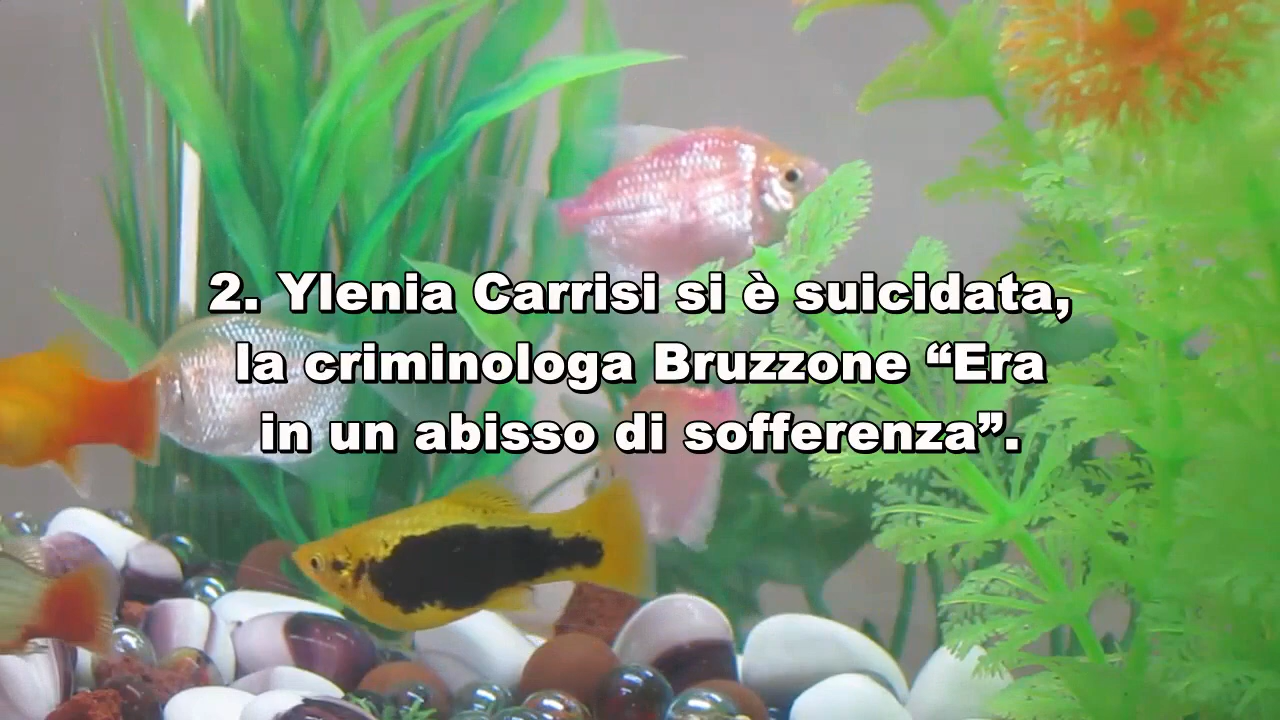 2. Ylenia Carrisi si è suicidata,
la criminologa Bruzzone “Era
in un abisso di sofferenza”.